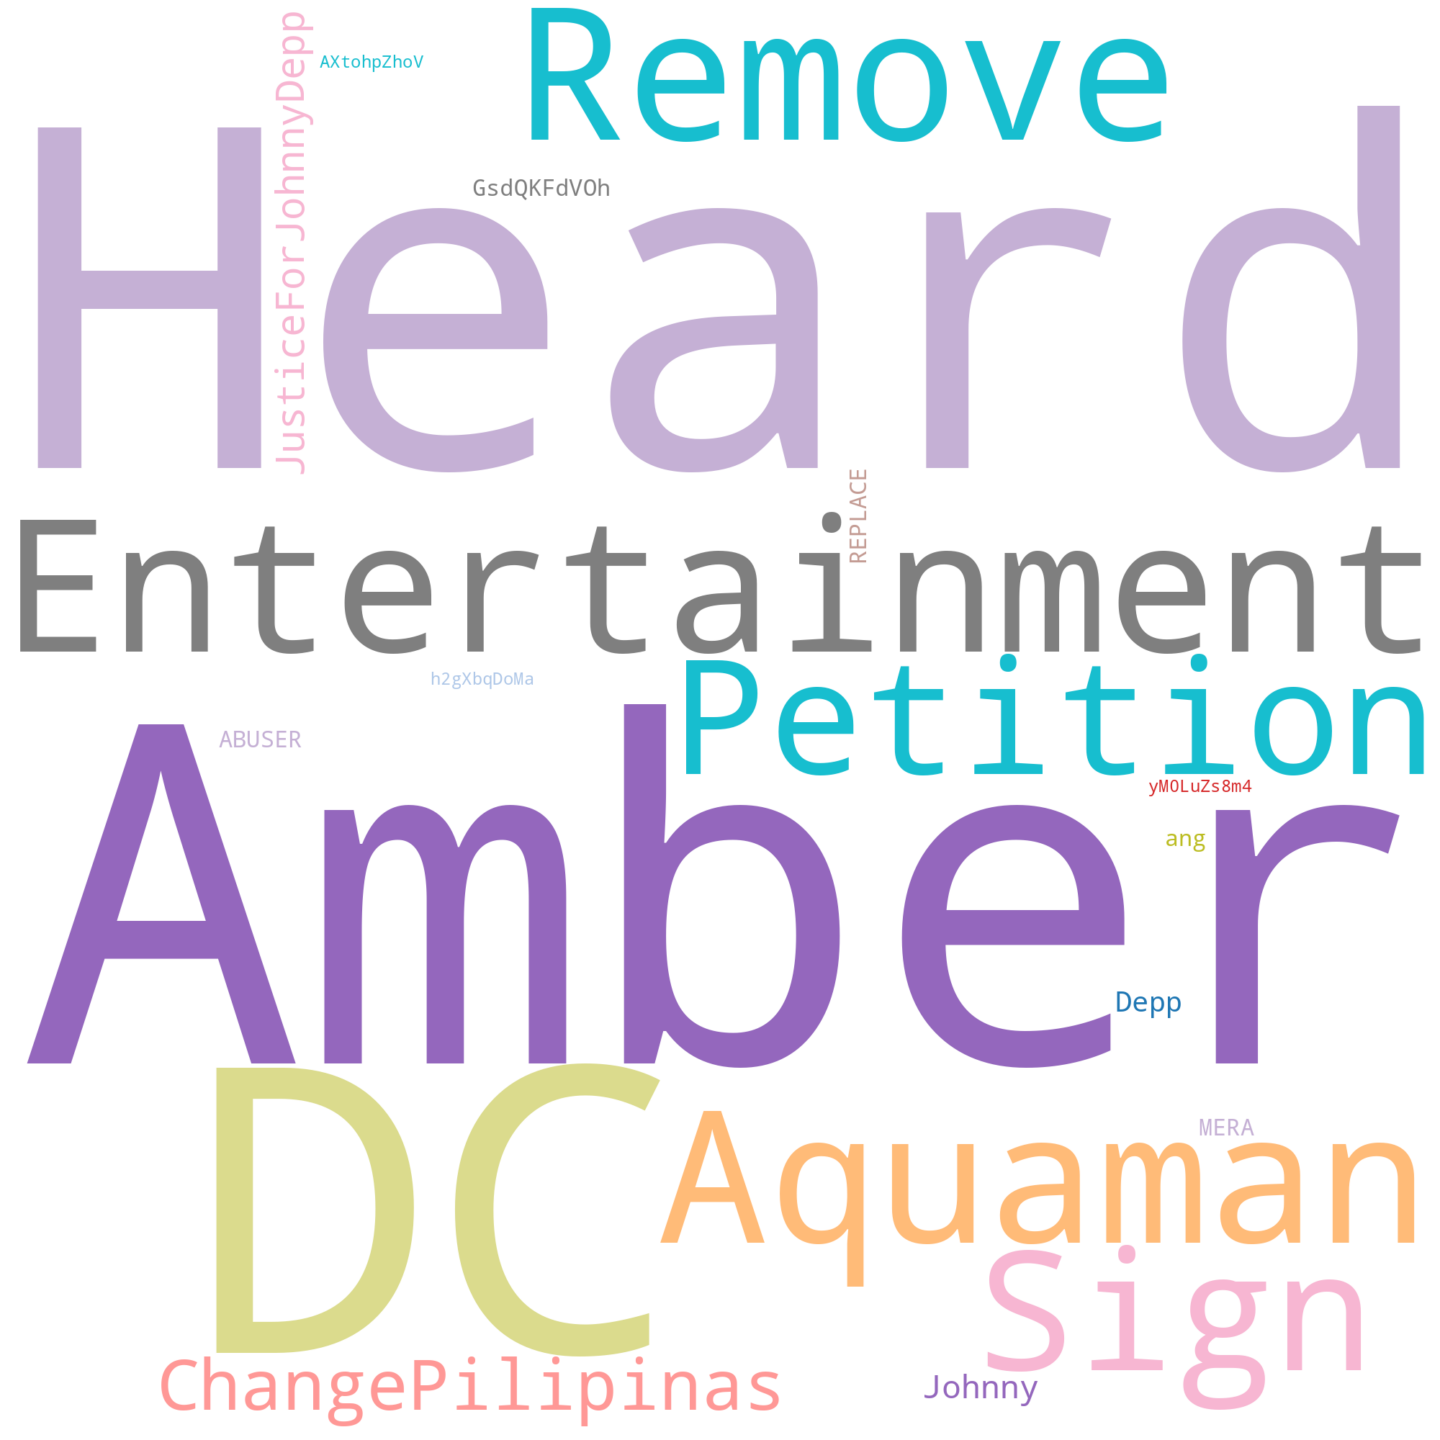 Remove
JusticeForJohnnyDepp
AXtohpZhoV
Heard
GsdQKFdVOh
REPLACE
Entertainment
Petition
h2gXbqDoMa
ABUSER
Amber
yM0LuZs8m4
ang
Depp
DC
Aquaman
MERA
Sign
ChangePilipinas
Johnny